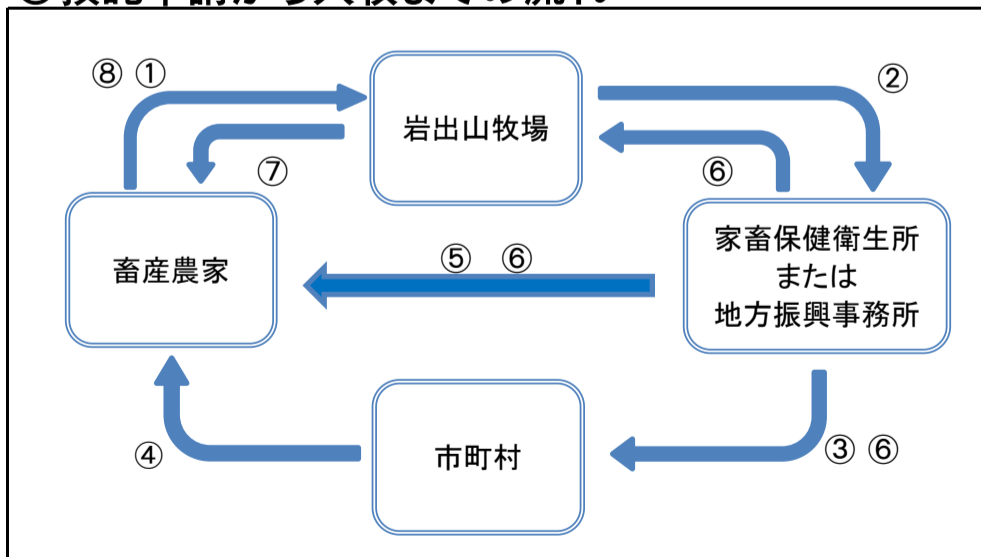 ⑧ ①
岩出山牧場
②
⑦
⑥
畜産農家
⑤ ⑥
家畜保健衛生所
または
地方振興事務所
④
市町村
③ ⑥